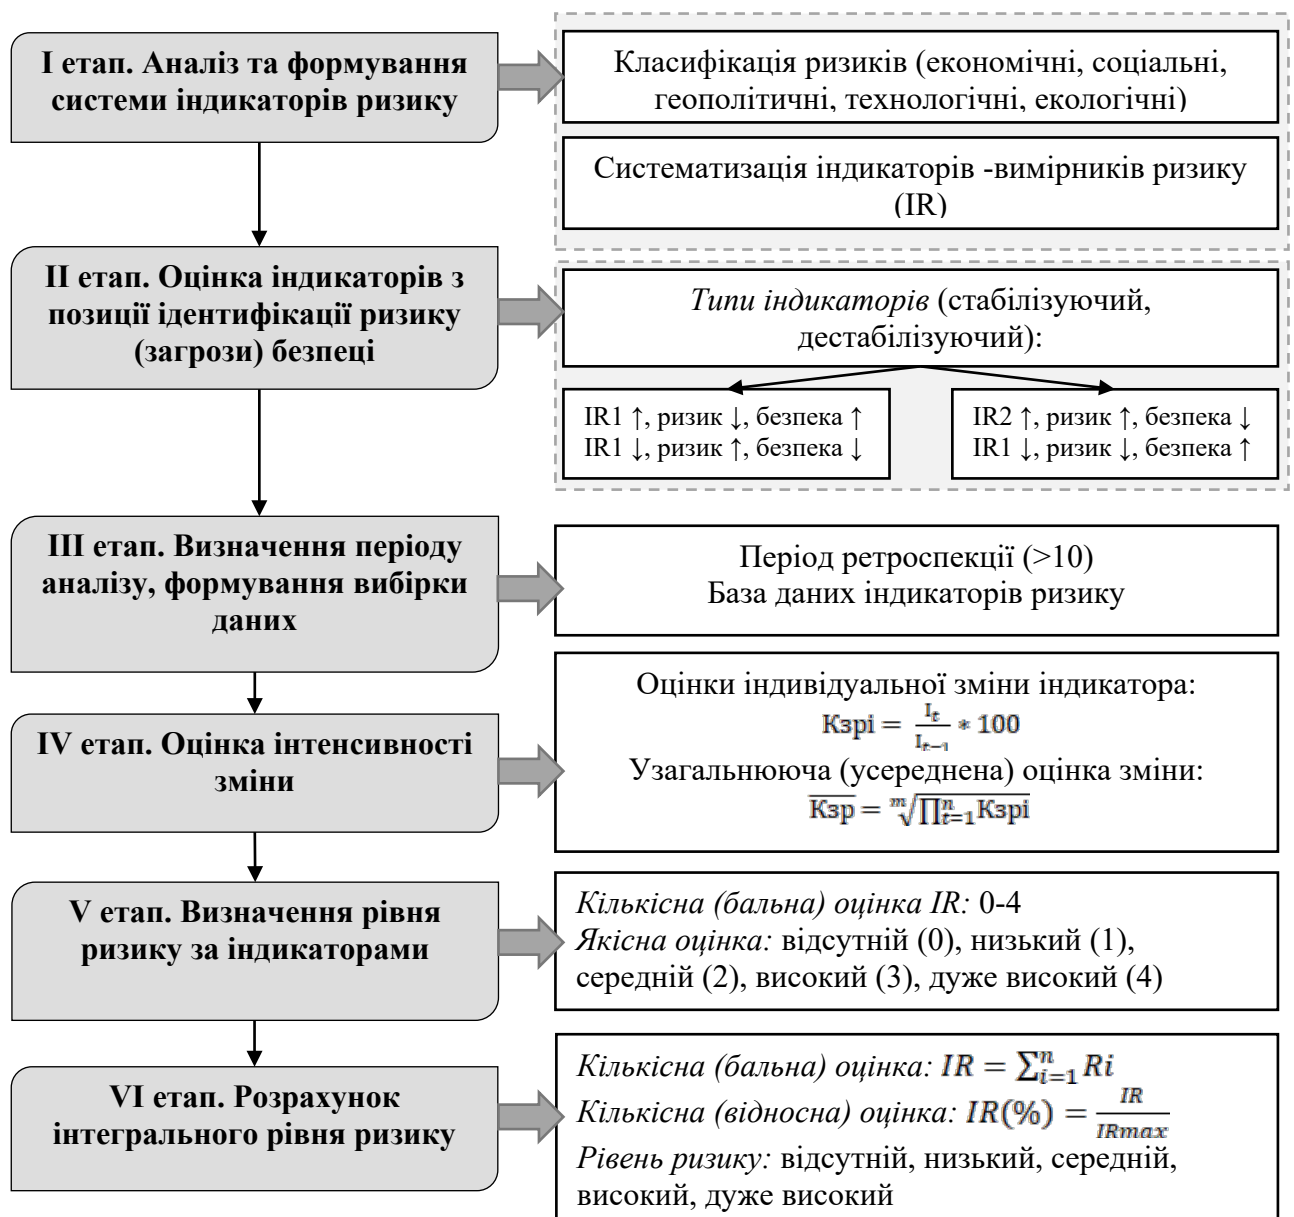 I етап. Аналіз та формування
системи індикаторів ризику
Класифікація ризиків (економічні, соціальні,
геополітичні, технологічні, екологічні)
Систематизація індикаторів -вимірників ризику
(IR)
II етап. Оцінка індикаторів з
позиції ідентифікації ризику
(загрози) безпеці
Типи індикаторів (стабілізуючий,
дестабілізуючий):
IR1 ↑, ризик ↓, безпека ↑
IR1 ↓, ризик ↑, безпека ↓
IR2 ↑, ризик ↑, безпека ↓
IR1 ↓, ризик ↓, безпека ↑
III етап. Визначення періоду
аналізу, формування вибірки
даних
Період ретроспекції (>10)
База даних індикаторів ризику
IV етап. Оцінка інтенсивності
зміни
Оцінки індивідуальної зміни індикатора:
Кзрі = I_t / I_{t-1} * 100
Узагальнююча (усереднена) оцінка зміни:
К̅з̅р̅ = ᵐ√(∏ⁿₜ₌₁ Кзрі)
V етап. Визначення рівня
ризику за індикаторами
Кількісна (бальна) оцінка IR: 0-4
Якісна оцінка: відсутній (0), низький (1),
середній (2), високий (3), дуже високий (4)
VI етап. Розрахунок
інтегрального рівня ризику
Кількісна (бальна) оцінка: IR = ∑ⁿᵢ₌₁ Ri
Кількісна (відносна) оцінка: IR(%) = IR / IRmax
Рівень ризику: відсутній, низький, середній,
високий, дуже високий